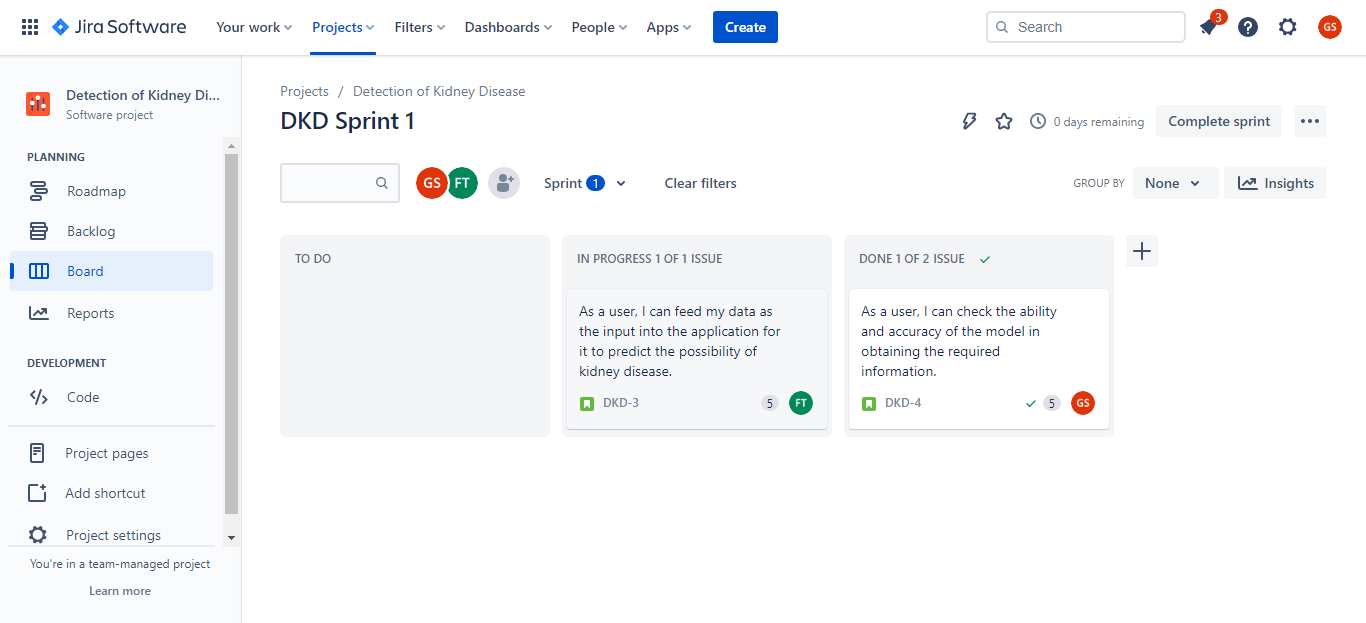 Jira Software
Your work
Projects
Filters
Dashboards
People
Apps
Create
Search
3
GS
Detection of Kidney Di...
Software project
PLANNING
Roadmap
Backlog
Board
Reports
DEVELOPMENT
Code
Project pages
Add shortcut
Project settings
You're in a team-managed project
Learn more
Projects / Detection of Kidney Disease
DKD Sprint 1
0 days remaining
Complete sprint
GS
FT
Sprint 1
Clear filters
GROUP BY
None
Insights
TO DO
IN PROGRESS 1 OF 1 ISSUE
As a user, I can feed my data as
the input into the application for
it to predict the possibility of
kidney disease.
DKD-3
5
FT
DONE 1 OF 2 ISSUE
As a user, I can check the ability
and accuracy of the model in
obtaining the required
information.
DKD-4
5
GS